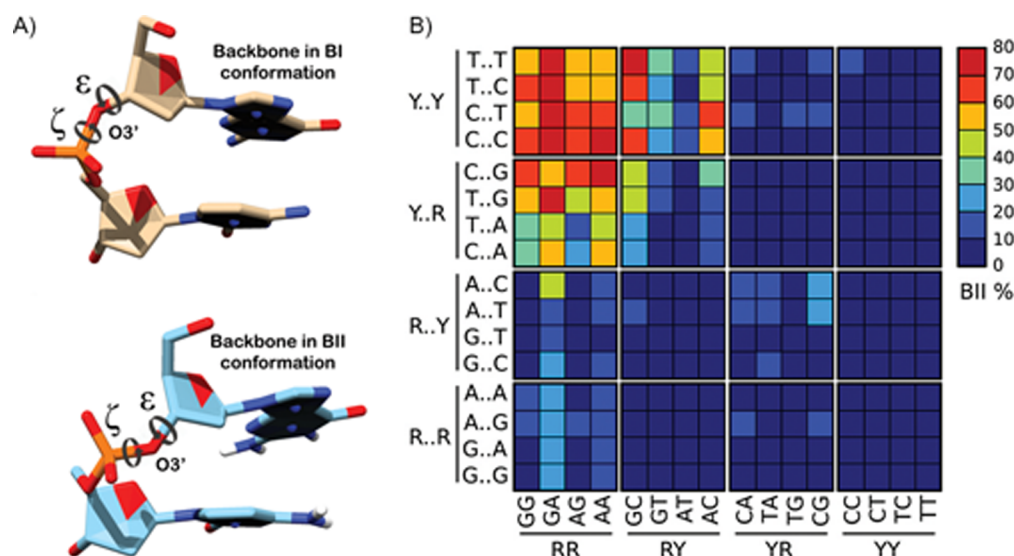 A)
Backbone in BI
conformation
ε
ζ
O3'
Backbone in BII
conformation
ε
ζ
O3'
B)
Y..Y
T..T
T..C
C..T
C..C
Y..R
C..G
T..G
T..A
C..A
R..Y
A..C
A..T
G..T
G..C
R..R
A..A
A..G
G..A
G..G
GG GA AG AA GC GT AT AC CA TA TG CG CC CT TC TT
RR RY YR YY
80
70
60
50
40
30
20
10
0
BII %